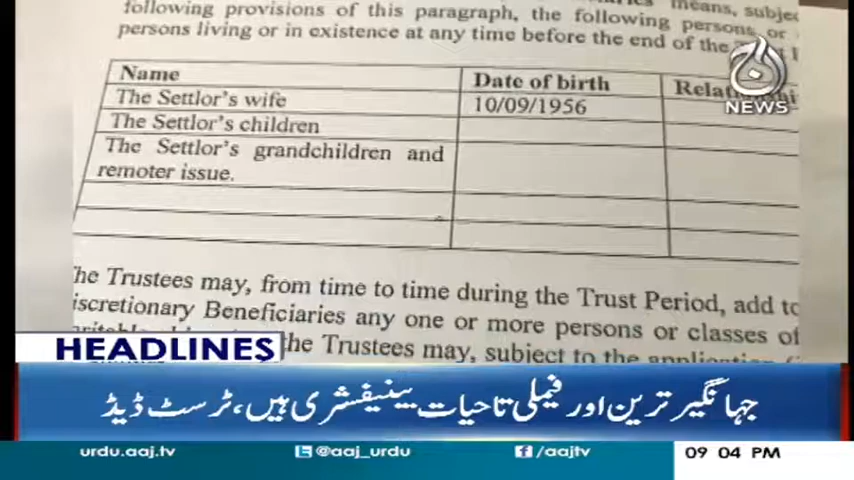 following provisions of this paragraph, the following persons or
persons living or in existence at any time before the end of the
Name Date of birth
The Settlor's wife 10/09/1956
The Settlor's children
The Settlor's grandchildren and
remoter issue.
NEWS
The Trustees may, from time to time during the Trust Period, add to
Beneficiaries any one or more persons or classes of
the Trustees may, subject to the
HEADLINES
جہانگیر ترین اور فیملی تاحیات بینیفشری ہیں، ٹرسٹ ڈیڈ
urdu.aaj.tv @aaj_urdu /aajtv 09 04 PM